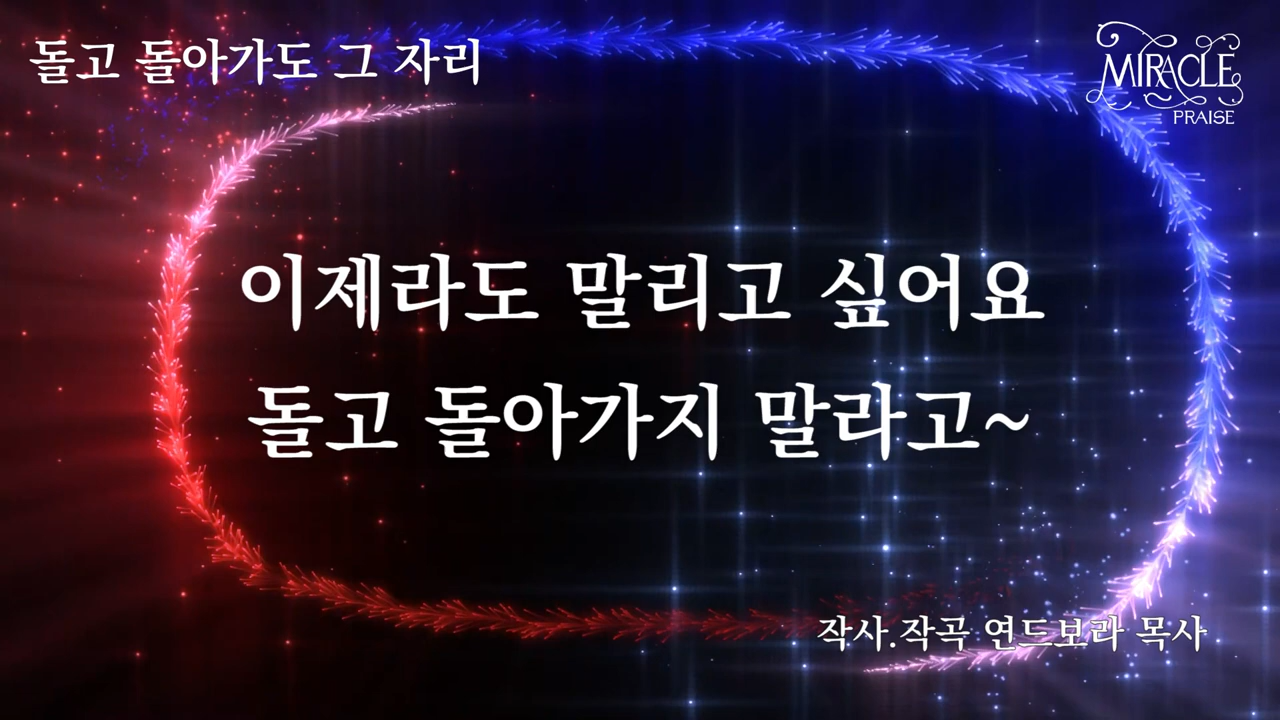 돌고 돌아가도 그 자리
MIRACLE
PRAISE
이제라도 말리고 싶어요
돌고 돌아가지 말라고~
작사.작곡 연드보라 목사